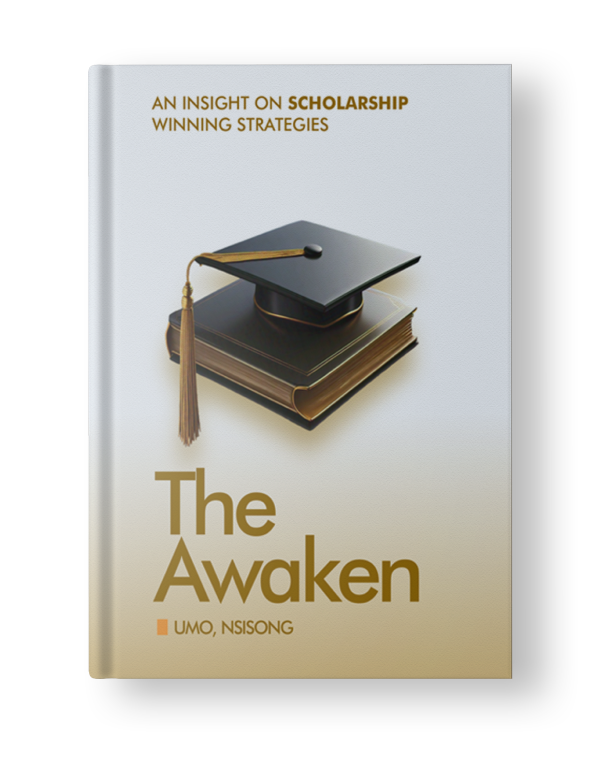 AN INSIGHT ON SCHOLARSHIP
WINNING STRATEGIES
The
Awaken
UMO, NSISONG